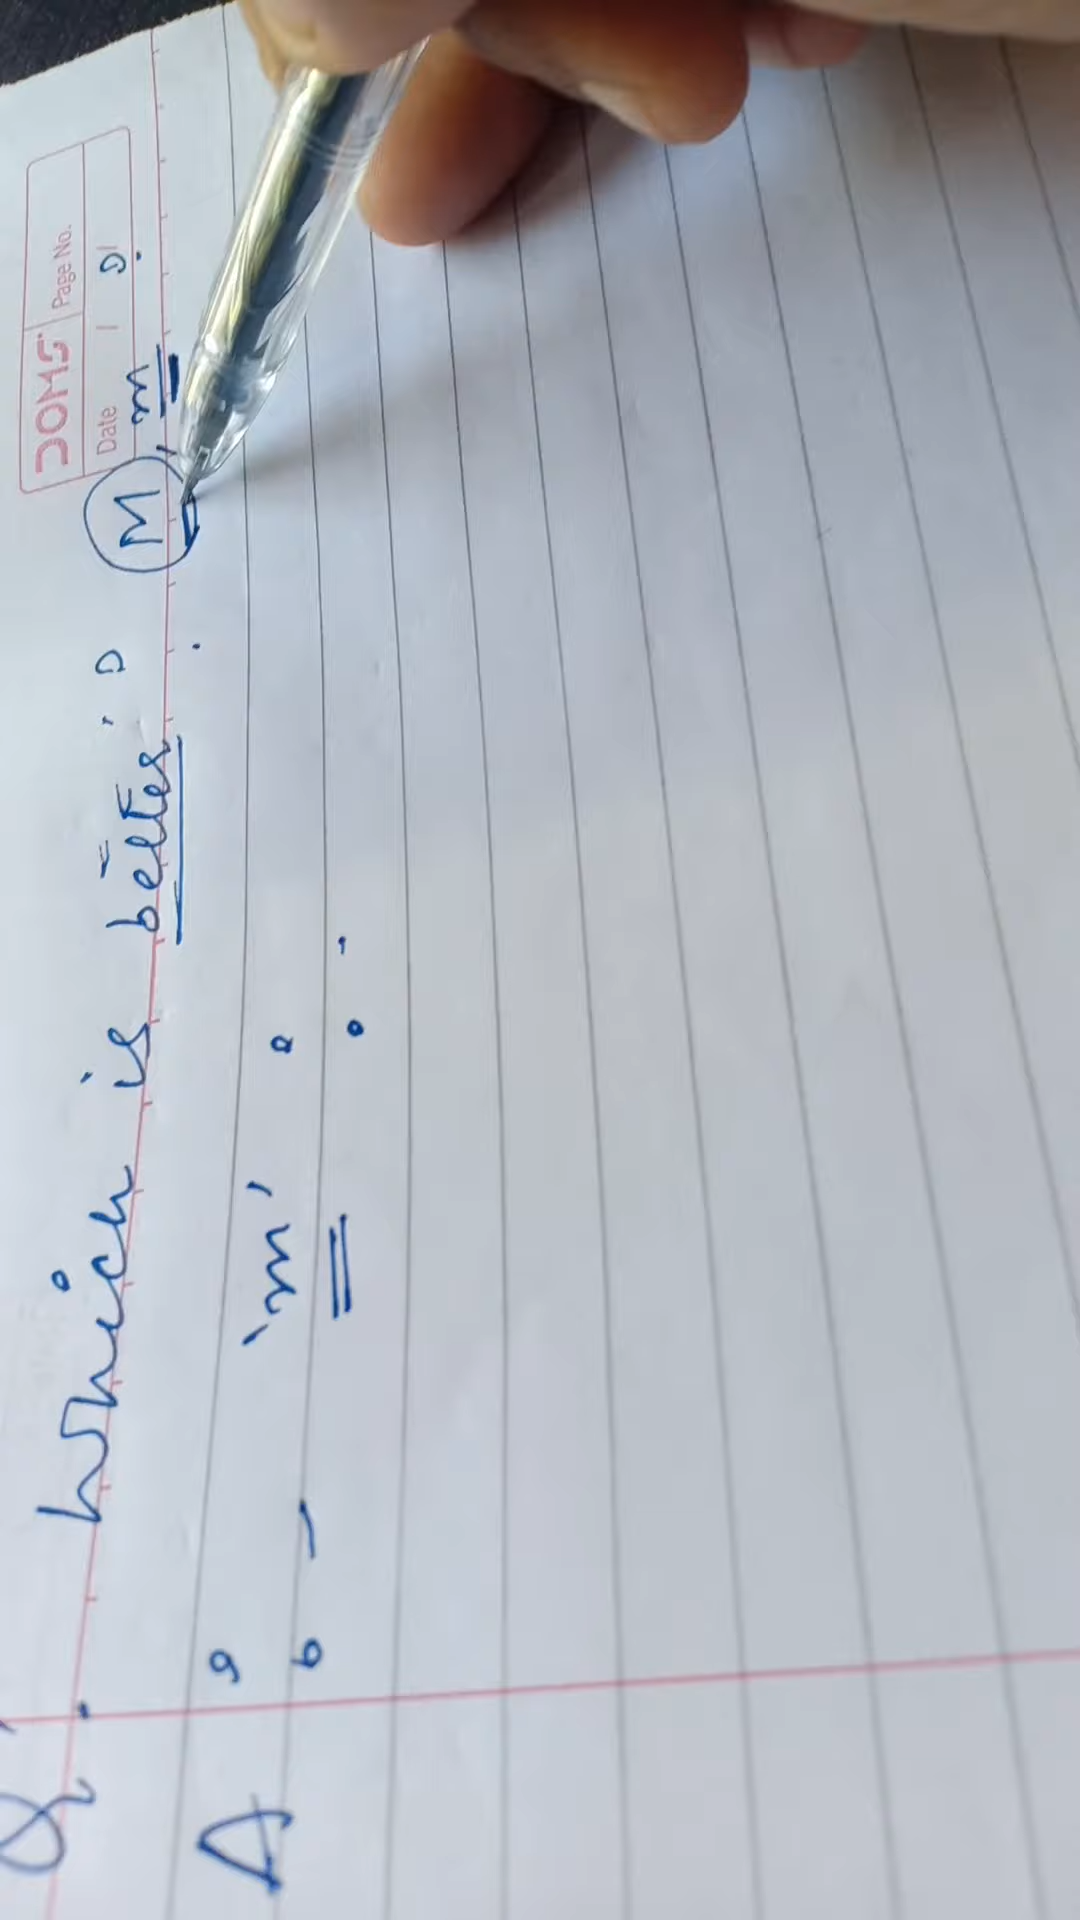 DOMS Page No.
Date / /
Q. Which is better : D M, m D
A : - 'm' :